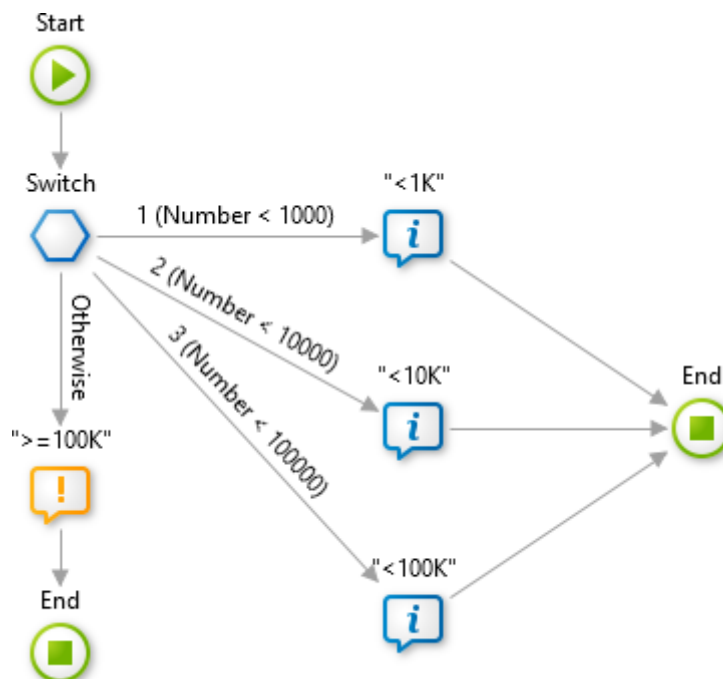 Start
Switch
1 (Number < 1000)
"<1K"
2 (Number < 10000)
"<10K"
3 (Number < 100000)
"<100K"
End
Otherwise
">=100K"
End